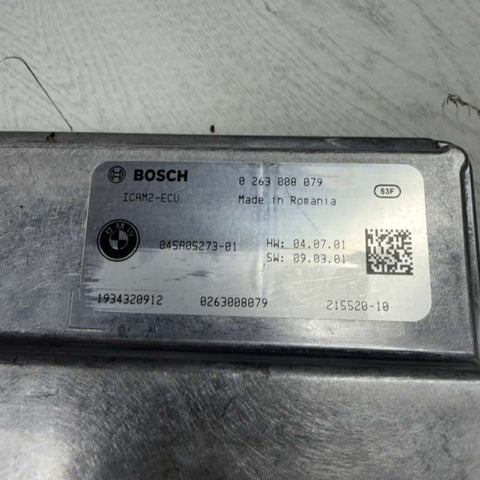 BOSCH 0 263 008 079
ICAM2-ECU Made in Romania 53F
BMW 045A05273-01 HW: 04.07.01
SW: 09.03.01
1934320912 0263008079 215520-10